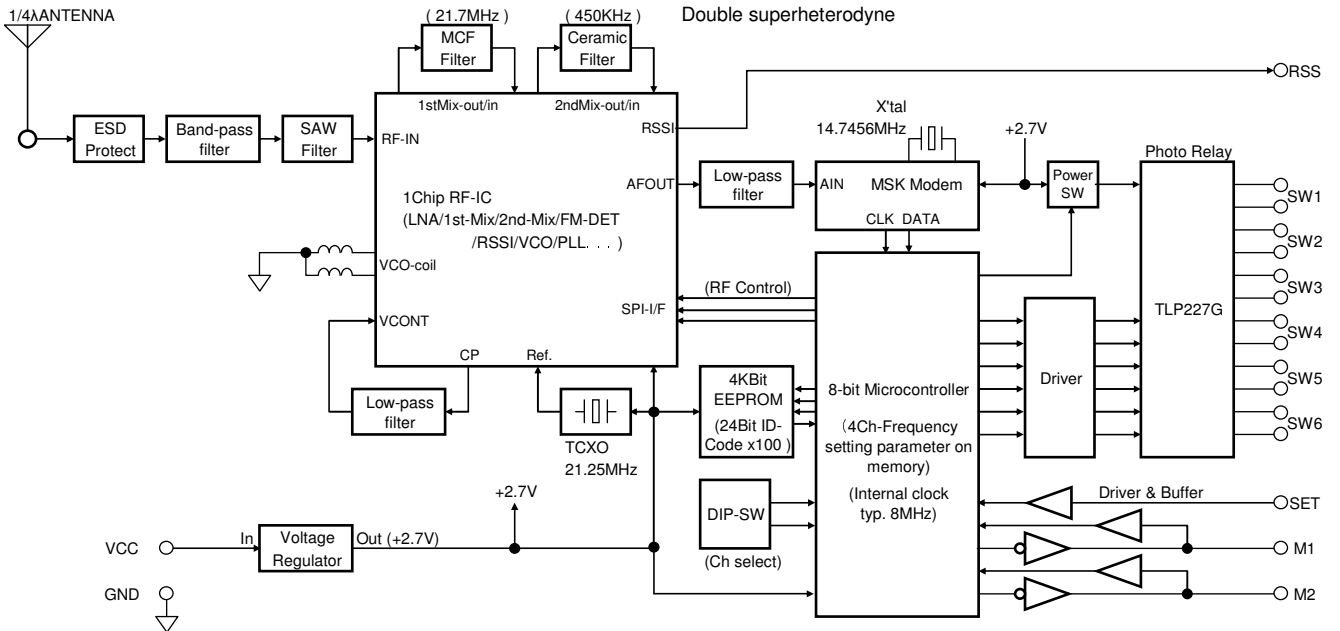 1/4λANTENNA
( 21.7MHz )
( 450KHz )
Double superheterodyne
MCF
Filter
Ceramic
Filter
RSS
1stMix-out/in
2ndMix-out/in
RSSI
X'tal
14.7456MHz
+2.7V
ESD
Protect
Band-pass
filter
SAW
Filter
RF-IN
AFOUT
Low-pass
filter
AIN
MSK Modem
CLK DATA
Power
SW
Photo Relay
TLP227G
SW1
SW2
SW3
SW4
SW5
SW6
1Chip RF-IC
(LNA/1st-Mix/2nd-Mix/FM-DET
/RSSI/VCO/PLL. . . )
VCO-coil
VCONT
SPI-I/F
(RF Control)
CP
Ref.
Low-pass
filter
TCXO
21.25MHz
4KBit
EEPROM
(24Bit ID-
Code x100 )
8-bit Microcontroller
(4Ch-Frequency
setting parameter on
memory)
(Internal clock
typ. 8MHz)
Driver
DIP-SW
(Ch select)
Driver & Buffer
SET
M1
M2
+2.7V
VCC
In
Voltage
Regulator
Out (+2.7V)
GND